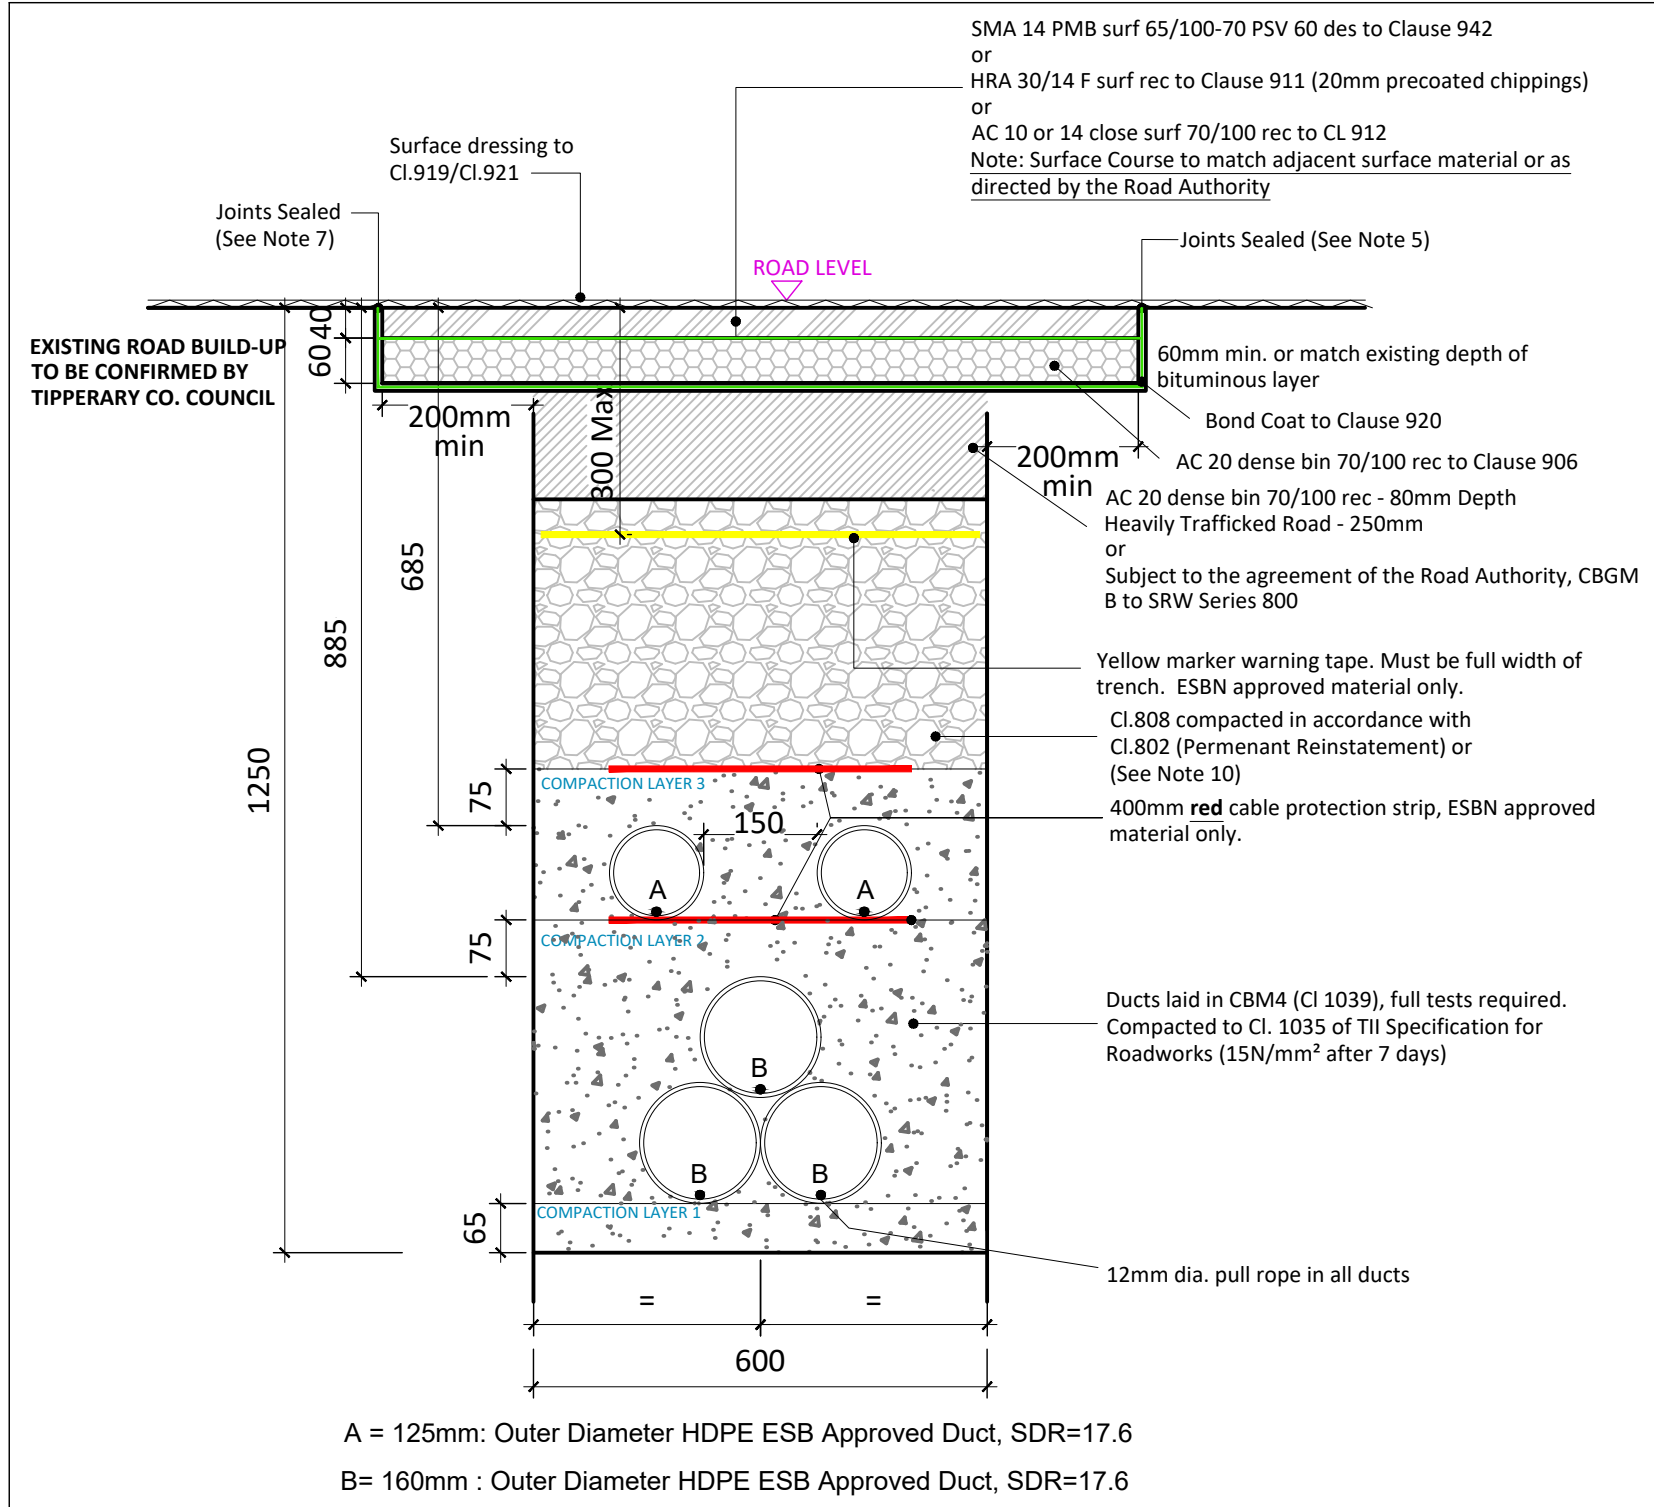 SMA 14 PMB surf 65/100-70 PSV 60 des to Clause 942
or
HRA 30/14 F surf rec to Clause 911 (20mm precoated chippings)
or
AC 10 or 14 close surf 70/100 rec to CL 912
Note: Surface Course to match adjacent surface material or as
directed by the Road Authority
Surface dressing to
Cl.919/Cl.921
Joints Sealed
(See Note 7)
Joints Sealed (See Note 5)
ROAD LEVEL
40
60
EXISTING ROAD BUILD-UP
TO BE CONFIRMED BY
TIPPERARY CO. COUNCIL
60mm min. or match existing depth of
bituminous layer
200mm
min
300 Max
Bond Coat to Clause 920
200mm
min
AC 20 dense bin 70/100 rec to Clause 906
AC 20 dense bin 70/100 rec - 80mm Depth
Heavily Trafficked Road - 250mm
or
Subject to the agreement of the Road Authority, CBGM
B to SRW Series 800
685
885
1250
Yellow marker warning tape. Must be full width of
trench. ESBN approved material only.
Cl.808 compacted in accordance with
Cl.802 (Permenant Reinstatement) or
(See Note 10)
COMPACTION LAYER 3
75
150
400mm red cable protection strip, ESBN approved
material only.
A
A
COMPACTION LAYER 2
75
Ducts laid in CBM4 (Cl 1039), full tests required.
Compacted to Cl. 1035 of TII Specification for
Roadworks (15N/mm² after 7 days)
B
B
B
COMPACTION LAYER 1
65
12mm dia. pull rope in all ducts
=
=
600
A = 125mm: Outer Diameter HDPE ESB Approved Duct, SDR=17.6
B= 160mm : Outer Diameter HDPE ESB Approved Duct, SDR=17.6